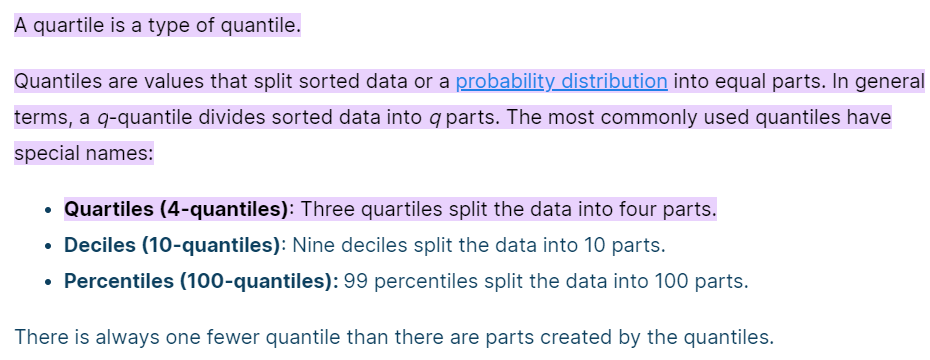 A quartile is a type of quantile.
Quantiles are values that split sorted data or a probability distribution into equal parts. In general
terms, a q-quantile divides sorted data into q parts. The most commonly used quantiles have
special names:
• Quartiles (4-quantiles): Three quartiles split the data into four parts.
• Deciles (10-quantiles): Nine deciles split the data into 10 parts.
• Percentiles (100-quantiles): 99 percentiles split the data into 100 parts.
There is always one fewer quantile than there are parts created by the quantiles.